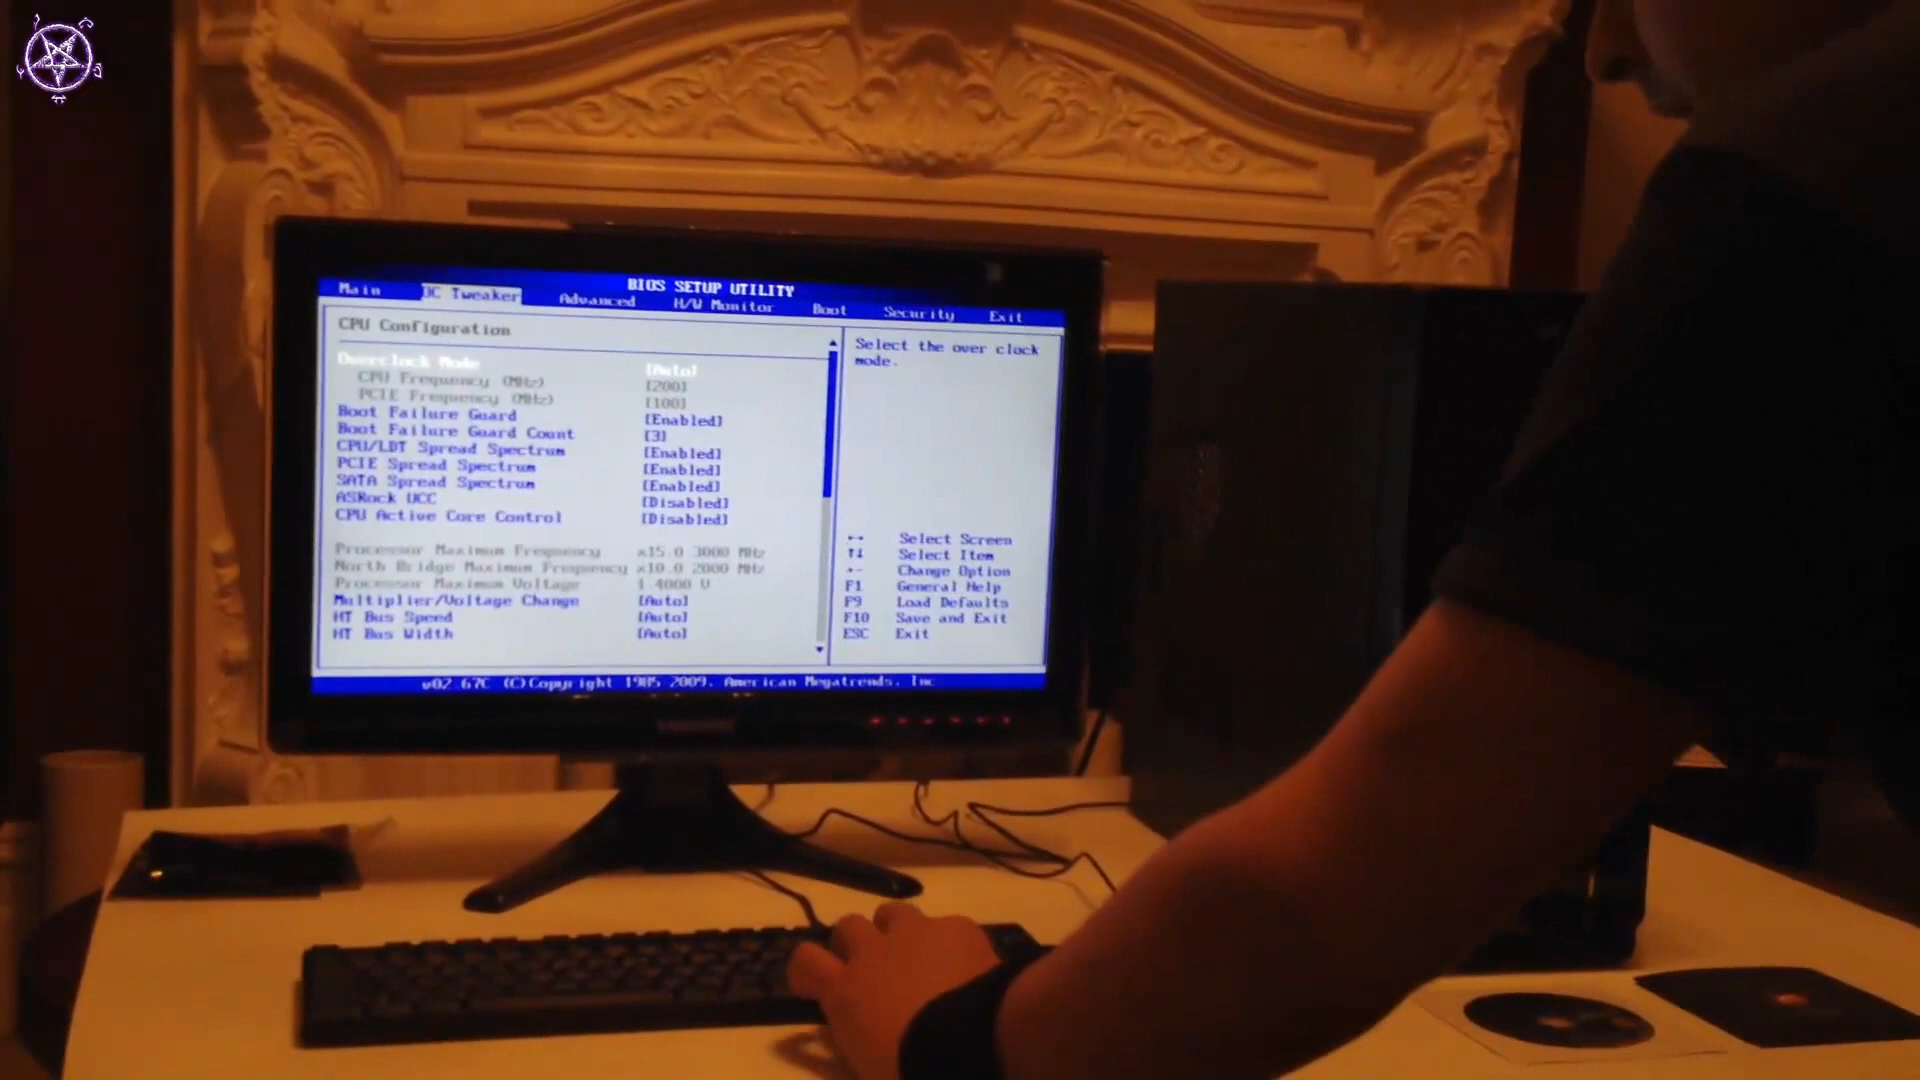 BIOS SETUP UTILITY
Main OC Tweaker Advanced H/W Monitor Boot Security Exit
CPU Configuration
Overclock Mode [Auto]
CPU Frequency (MHz) [200]
PCIE Frequency (MHz) [100]
Boot Failure Guard [Enabled]
Boot Failure Guard Count [3]
CPU/LDT Spread Spectrum [Enabled]
PCIE Spread Spectrum [Enabled]
SATA Spread Spectrum [Enabled]
ASRock UCC [Disabled]
CPU Active Core Control [Disabled]
Processor Maximum Frequency x15.0 3000 MHz
North Bridge Maximum Frequency x10.0 2000 MHz
Processor Maximum Voltage 1.4000 V
Multiplier/Voltage Change [Auto]
HT Bus Speed [Auto]
HT Bus Width [Auto]
Select the over clock
mode.
↔ Select Screen
↑↓ Select Item
+- Change Option
F1 General Help
F9 Load Defaults
F10 Save and Exit
ESC Exit
v02.67C (C)Copyright 1985-2009, American Megatrends, Inc